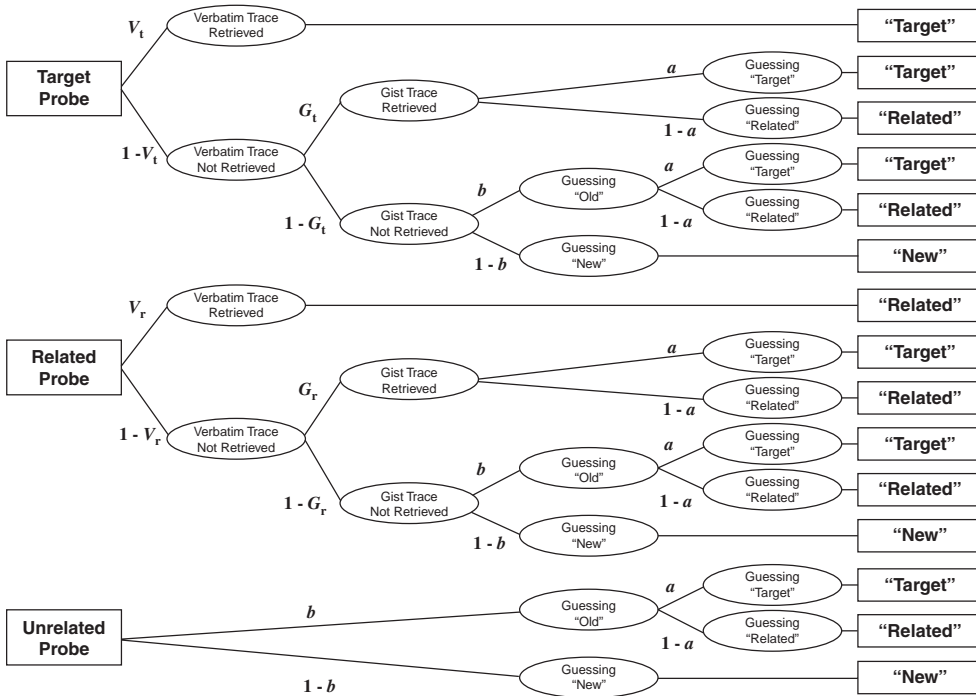 V_t
Verbatim Trace
Retrieved
“Target”
Target
Probe
a
Guessing
“Target”
“Target”
G_t
Gist Trace
Retrieved
1 - a
Guessing
“Related”
“Related”
1 -V_t
Verbatim Trace
Not Retrieved
b
Guessing
“Old”
a
Guessing
“Target”
“Target”
1 - G_t
Gist Trace
Not Retrieved
1 - a
Guessing
“Related”
“Related”
1 - b
Guessing
“New”
“New”
V_r
Verbatim Trace
Retrieved
“Related”
Related
Probe
a
Guessing
“Target”
“Target”
G_r
Gist Trace
Retrieved
1 - a
Guessing
“Related”
“Related”
1 - V_r
Verbatim Trace
Not Retrieved
b
Guessing
“Old”
a
Guessing
“Target”
“Target”
1 - G_r
Gist Trace
Not Retrieved
1 - a
Guessing
“Related”
“Related”
1 - b
Guessing
“New”
“New”
Unrelated
Probe
b
Guessing
“Old”
a
Guessing
“Target”
“Target”
1 - a
Guessing
“Related”
“Related”
1 - b
Guessing
“New”
“New”